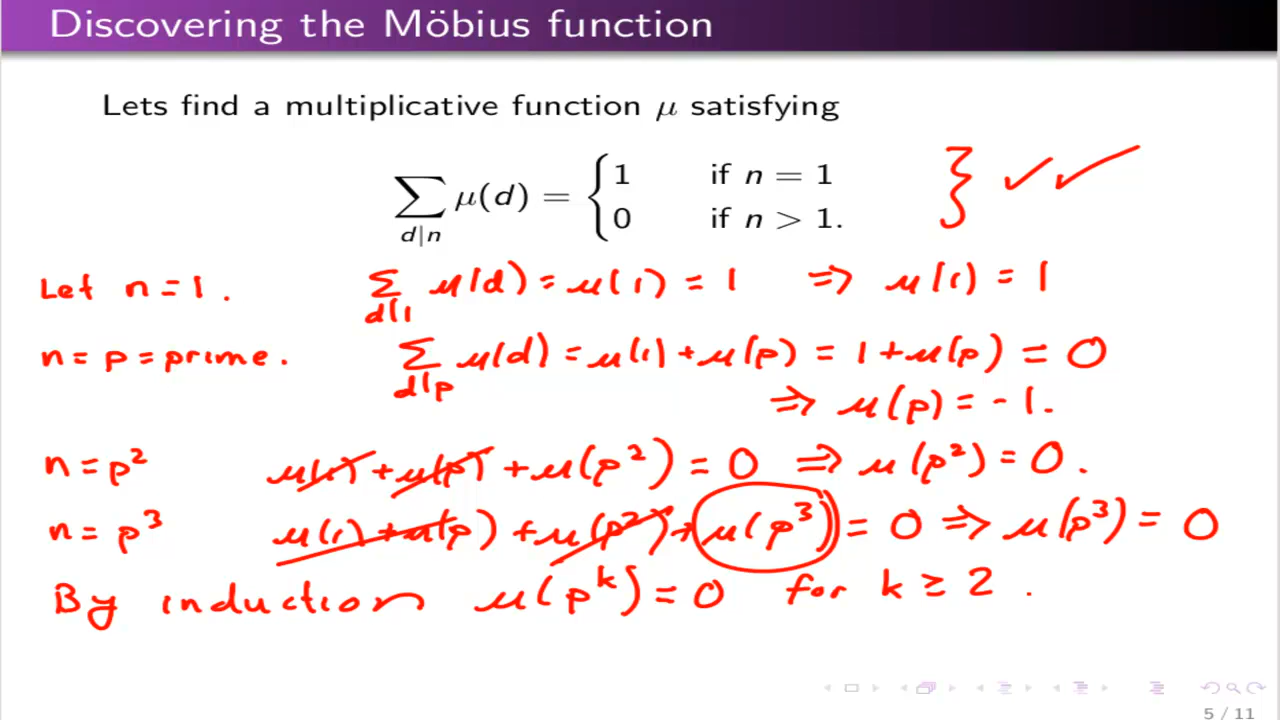 Discovering the Möbius function
Lets find a multiplicative function μ satisfying
∑_{d|n} μ(d) = { 1 if n = 1
0 if n > 1. } ✓✓
Let n = 1. ∑_{d|1} μ(d) = μ(1) = 1 ⇒ μ(1) = 1
n = p = prime. ∑_{d|p} μ(d) = μ(1) + μ(p) = 1 + μ(p) = 0
⇒ μ(p) = -1.
n = p² μ(1) + μ(p) + μ(p²) = 0 ⇒ μ(p²) = 0.
n = p³ μ(1) + μ(p) + μ(p²) + μ(p³) = 0 ⇒ μ(p³) = 0
By induction μ(p^k) = 0 for k ≥ 2.
5 / 11